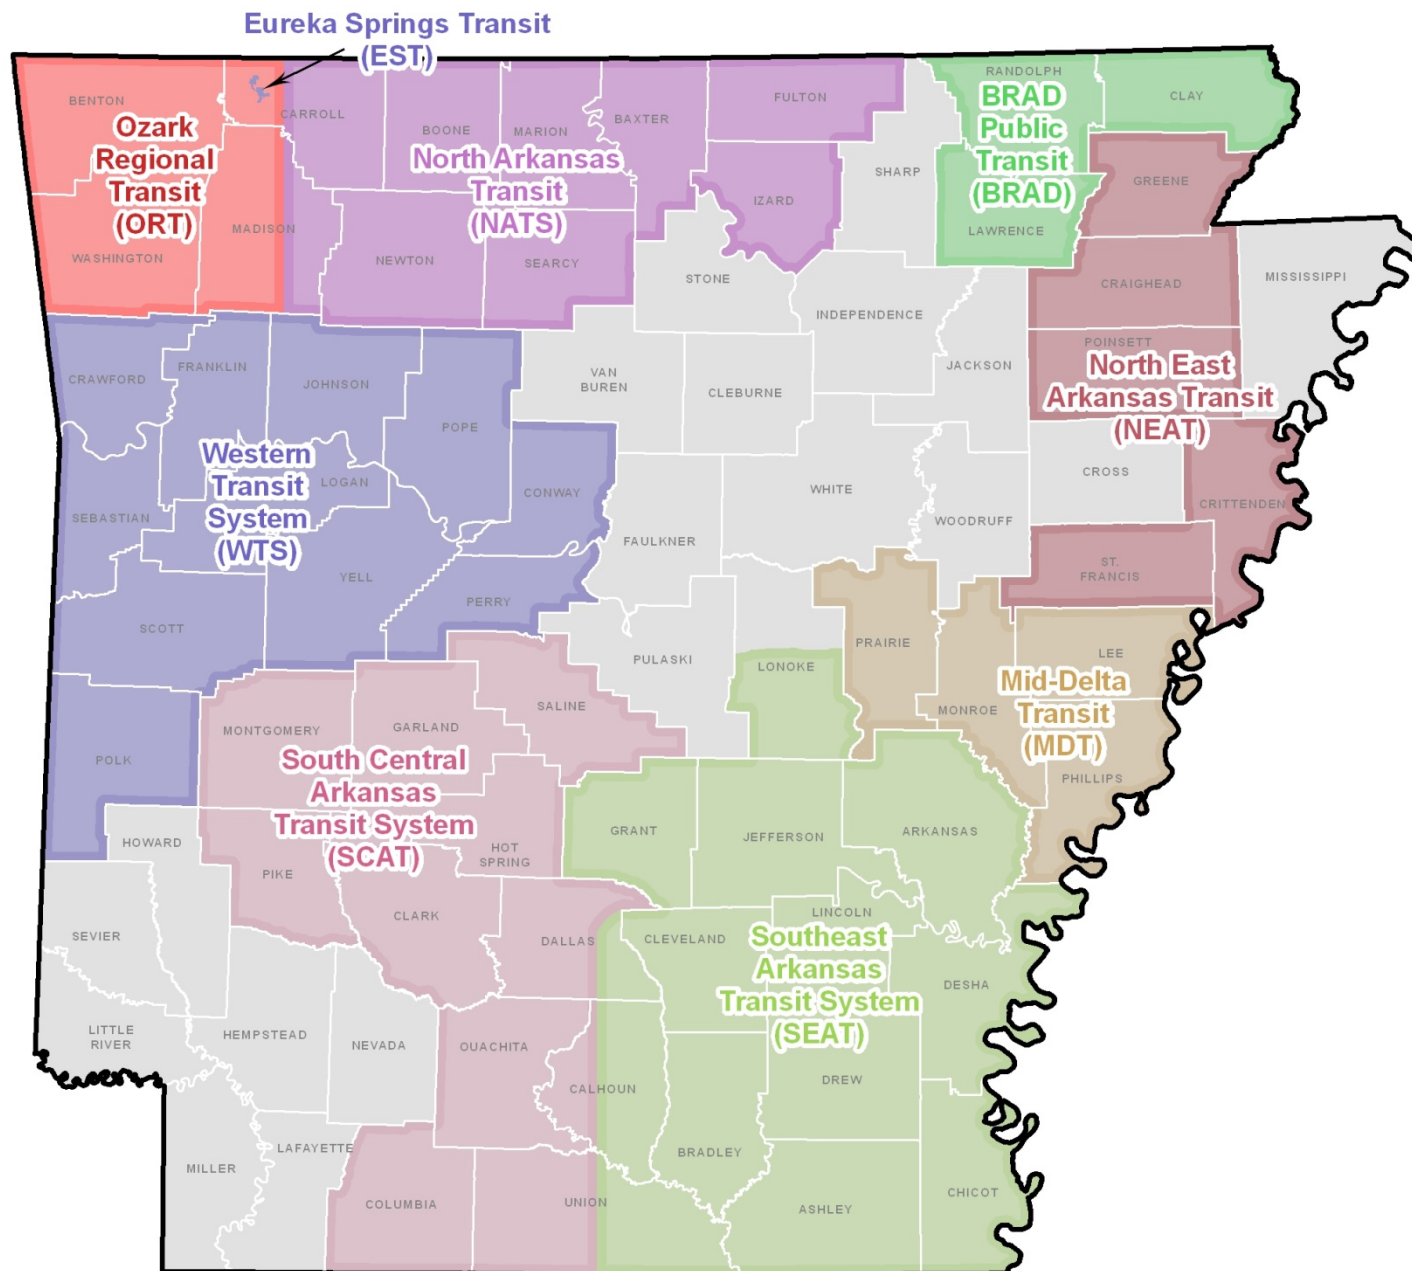 Eureka Springs Transit
(EST)
BENTON
CARROLL
BOONE
MARION
BAXTER
FULTON
RANDOLPH
CLAY
Ozark
Regional
Transit
(ORT)
North Arkansas
Transit
(NATS)
BRAD
Public
Transit
(BRAD)
SHARP
GREENE
IZARD
MADISON
WASHINGTON
NEWTON
SEARCY
LAWRENCE
STONE
CRAIGHEAD
MISSISSIPPI
INDEPENDENCE
POINSETT
North East
Arkansas Transit
(NEAT)
CRAWFORD
FRANKLIN
JOHNSON
POPE
VAN
BUREN
CLEBURNE
JACKSON
Western
Transit
System
(WTS)
LOGAN
CONWAY
WHITE
CROSS
CRITTENDEN
SEBASTIAN
WOODRUFF
FAULKNER
ST.
FRANCIS
YELL
PERRY
SCOTT
PULASKI
LONOKE
PRAIRIE
LEE
Mid-Delta
Transit
(MDT)
MONROE
PHILLIPS
MONTGOMERY
GARLAND
SALINE
POLK
South Central
Arkansas
Transit System
(SCAT)
HOWARD
HOT
SPRING
GRANT
JEFFERSON
ARKANSAS
PIKE
CLARK
DALLAS
CLEVELAND
LINCOLN
Southeast
Arkansas
Transit System
(SEAT)
SEVIER
DESHA
LITTLE
RIVER
HEMPSTEAD
NEVADA
OUACHITA
CALHOUN
DREW
BRADLEY
MILLER
LAFAYETTE
COLUMBIA
UNION
ASHLEY
CHICOT